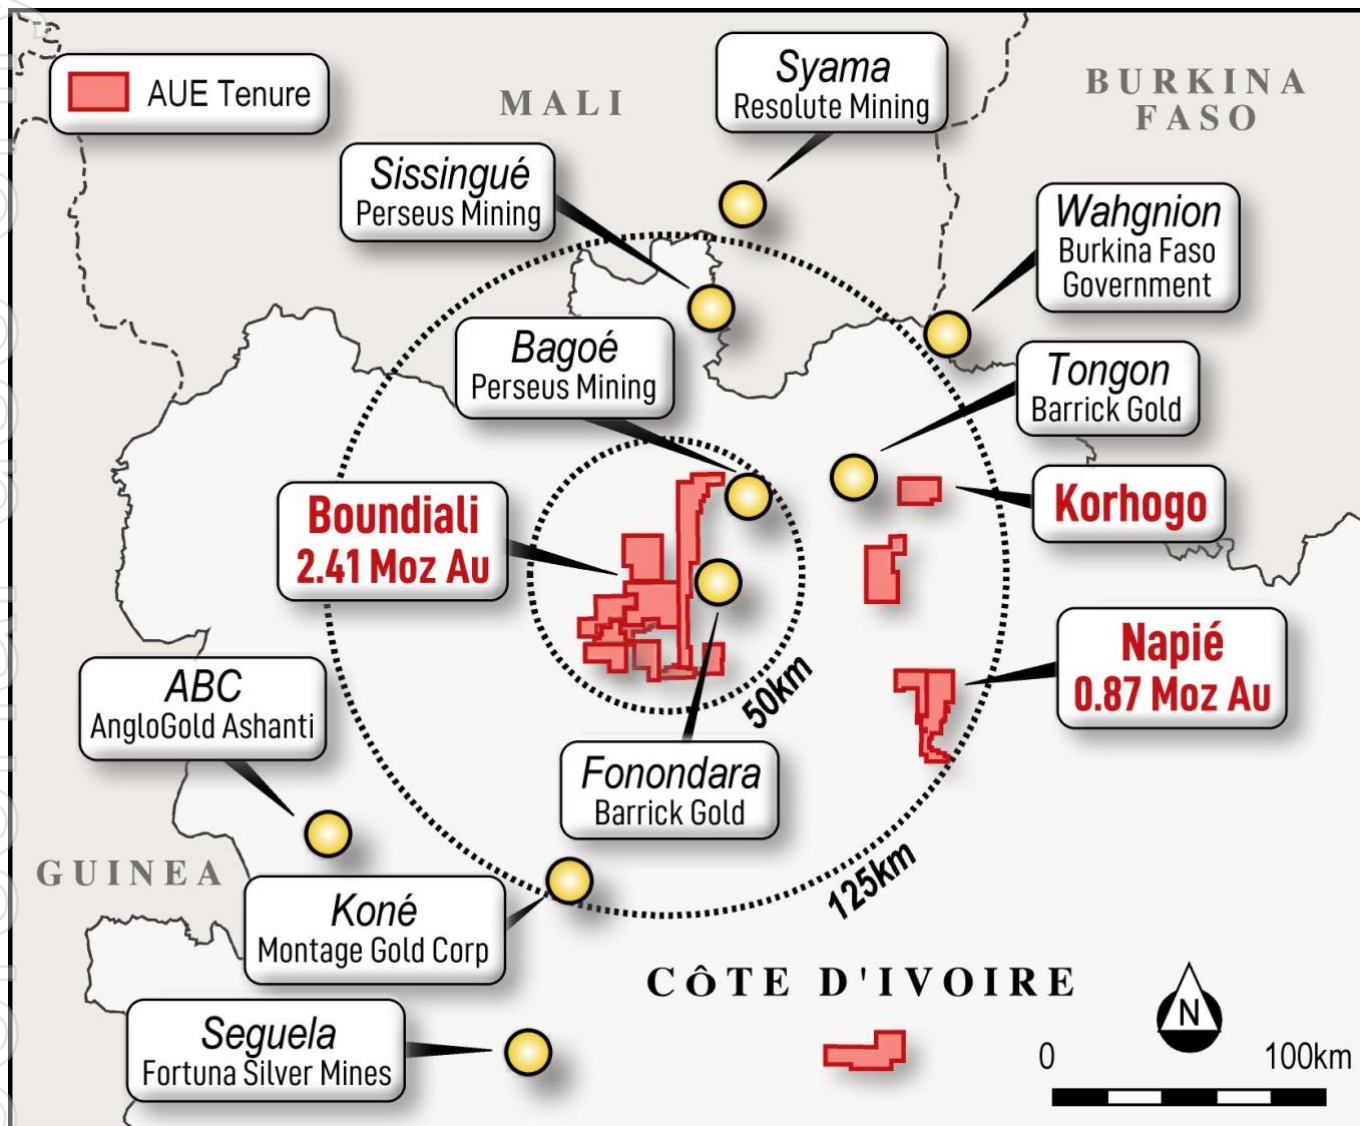 AUE Tenure
MALI
Syama
Resolute Mining
BURKINA
FASO
Sissingué
Perseus Mining
Wahgnion
Burkina Faso
Government
Bagoé
Perseus Mining
Tongon
Barrick Gold
Boundiali
2.41 Moz Au
Korhogo
Napié
0.87 Moz Au
50km
ABC
AngloGold Ashanti
Fonondara
Barrick Gold
125km
GUINEA
Koné
Montage Gold Corp
CÔTE D'IVOIRE
Seguela
Fortuna Silver Mines
N
0
100km